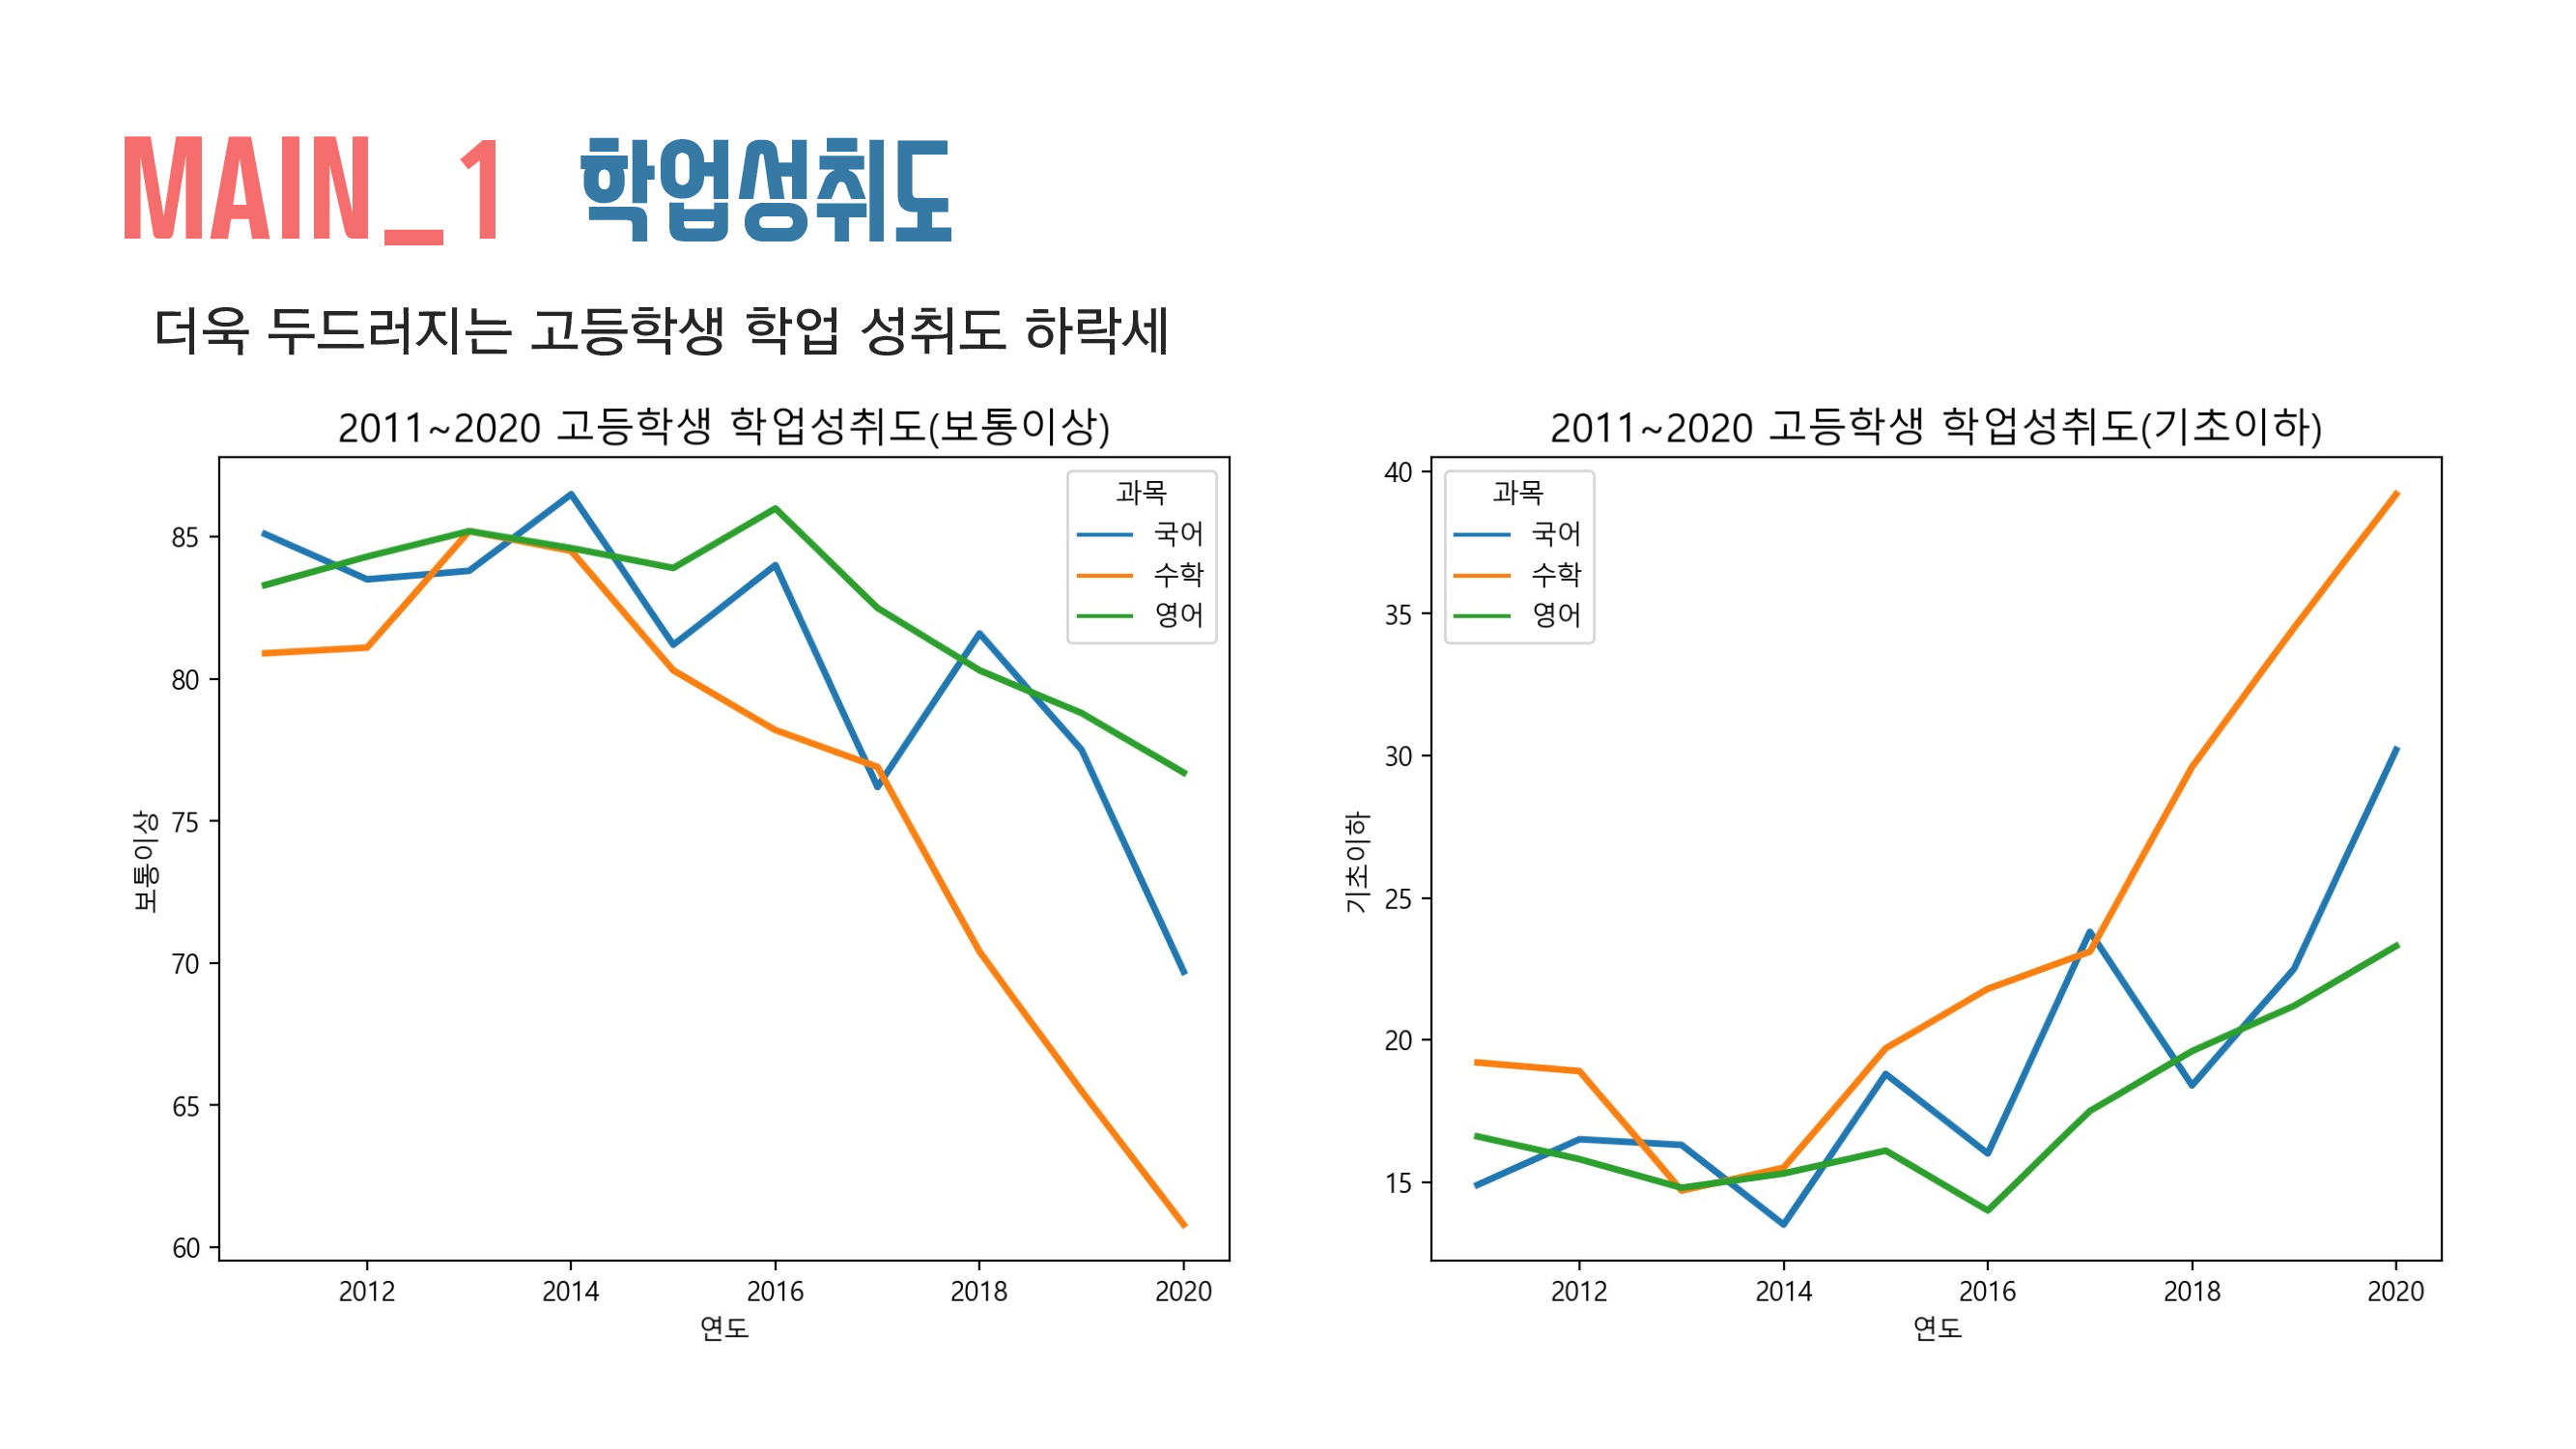 MAIN_1 학업성취도
더욱 두드러지는 고등학생 학업 성취도 하락세
2011~2020 고등학생 학업성취도(보통이상)
과목
국어
수학
영어
85
80
75
70
65
60
보통이상
2012 2014 2016 2018 2020
연도
2011~2020 고등학생 학업성취도(기초이하)
과목
국어
수학
영어
40
35
30
25
20
15
기초이하
2012 2014 2016 2018 2020
연도